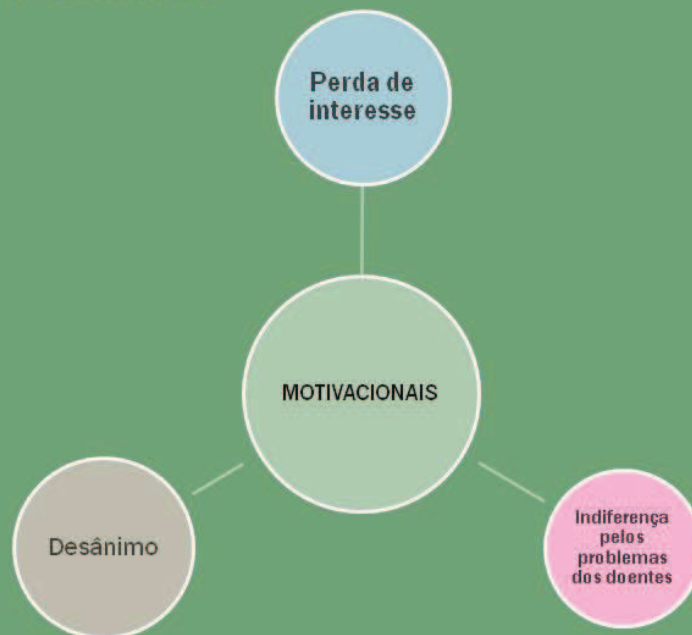 Perda de
interesse
MOTIVACIONAIS
Desânimo
Indiferença
pelos
problemas
dos doentes